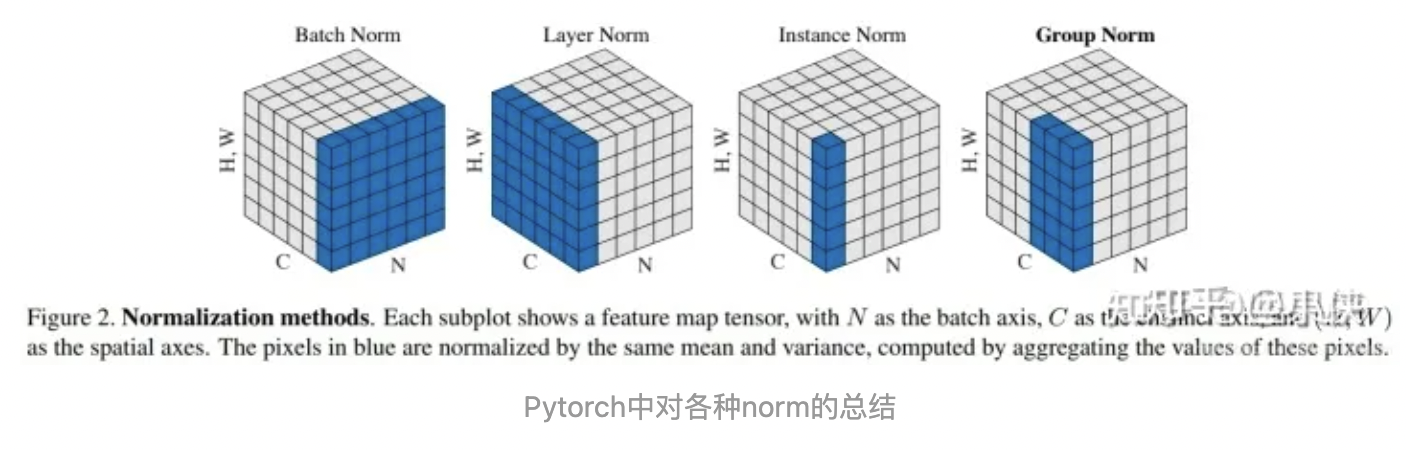 Batch Norm
Layer Norm
Instance Norm
Group Norm
H, W
C
N
H, W
C
N
H, W
C
N
H, W
C
N
Figure 2. Normalization methods. Each subplot shows a feature map tensor, with N as the batch axis, C as the channel axis, and (H, W)
as the spatial axes. The pixels in blue are normalized by the same mean and variance, computed by aggregating the values of these pixels.
知乎
Pytorch中对各种norm的总结